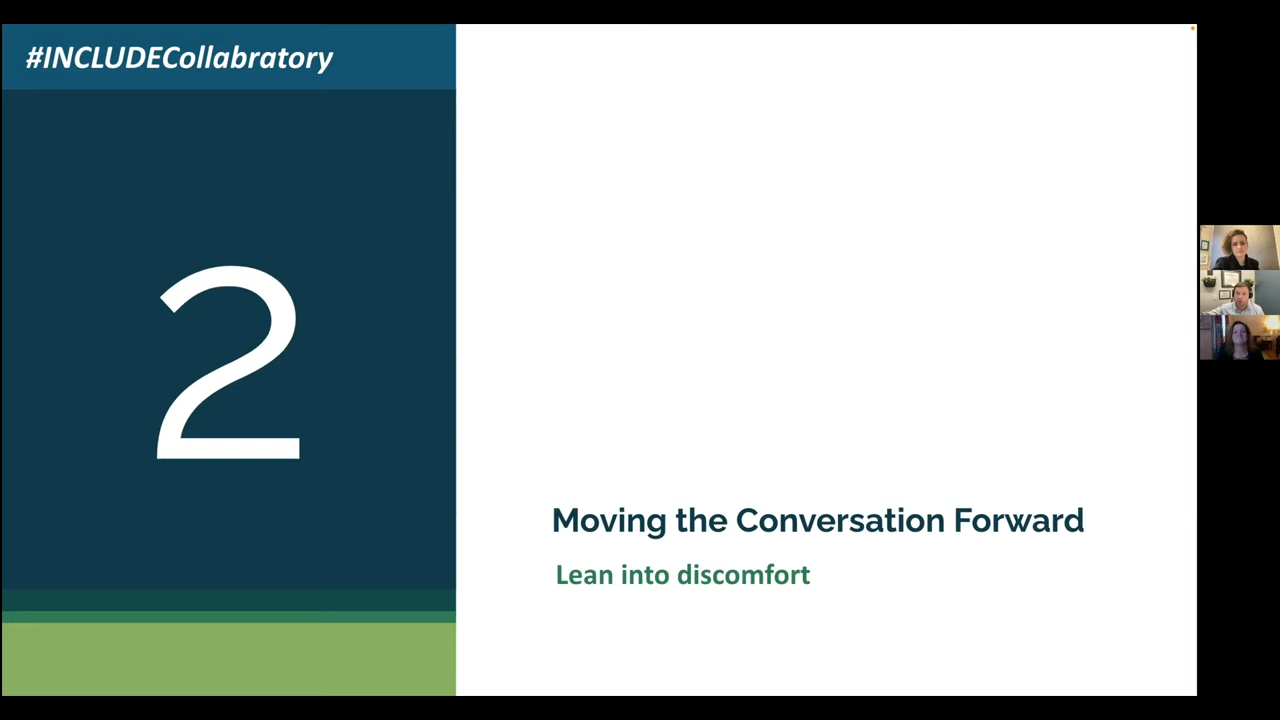 #INCLUDECollabratory
2
Moving the Conversation Forward
Lean into discomfort